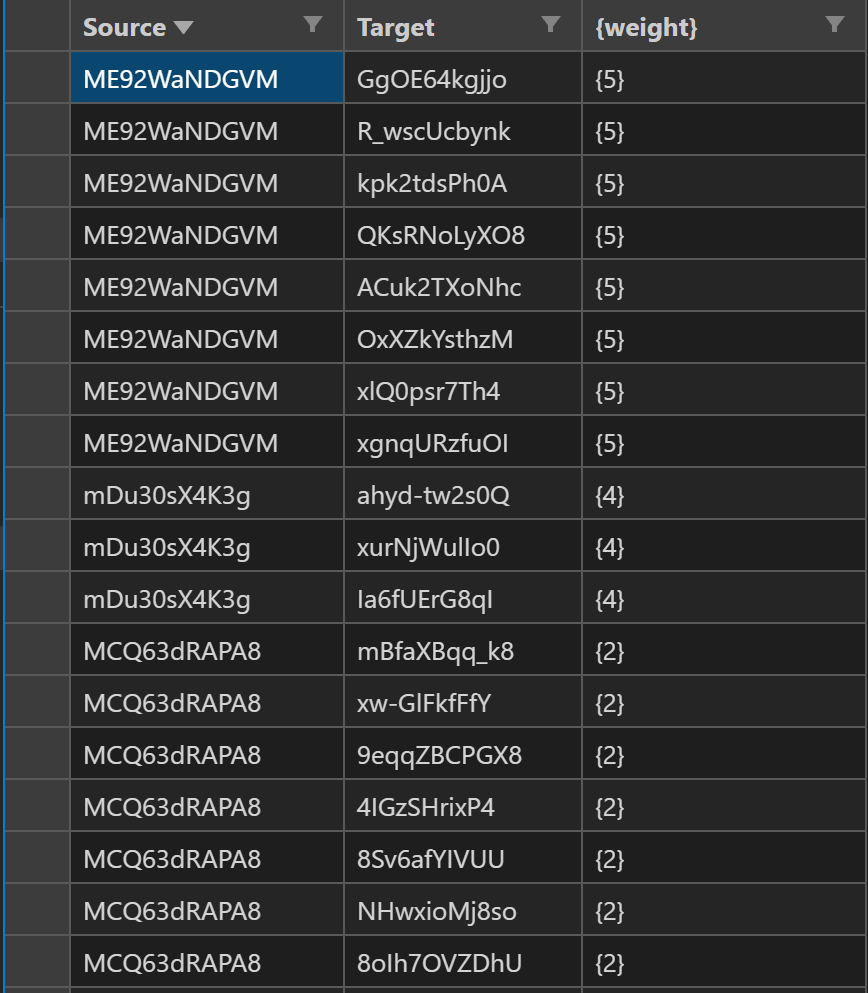 Source Target {weight}
ME92WaNDGVM GgOE64kgjjo {5}
ME92WaNDGVM R_wscUcbynk {5}
ME92WaNDGVM kpk2tdsPh0A {5}
ME92WaNDGVM QKsRNoLyXO8 {5}
ME92WaNDGVM ACuk2TXoNhc {5}
ME92WaNDGVM OxXZkYsthzM {5}
ME92WaNDGVM xlQ0psr7Th4 {5}
ME92WaNDGVM xgnqURzfuOI {5}
mDu30sX4K3g ahyd-tw2s0Q {4}
mDu30sX4K3g xurNjWulIo0 {4}
mDu30sX4K3g Ia6fUErG8qI {4}
MCQ63dRAPA8 mBfaXBqq_k8 {2}
MCQ63dRAPA8 xw-GlFkfFfY {2}
MCQ63dRAPA8 9eqqZBCPGX8 {2}
MCQ63dRAPA8 4IGzSHrixP4 {2}
MCQ63dRAPA8 8Sv6afYIVUU {2}
MCQ63dRAPA8 NHwxioMj8so {2}
MCQ63dRAPA8 8oIh7OVZDhU {2}